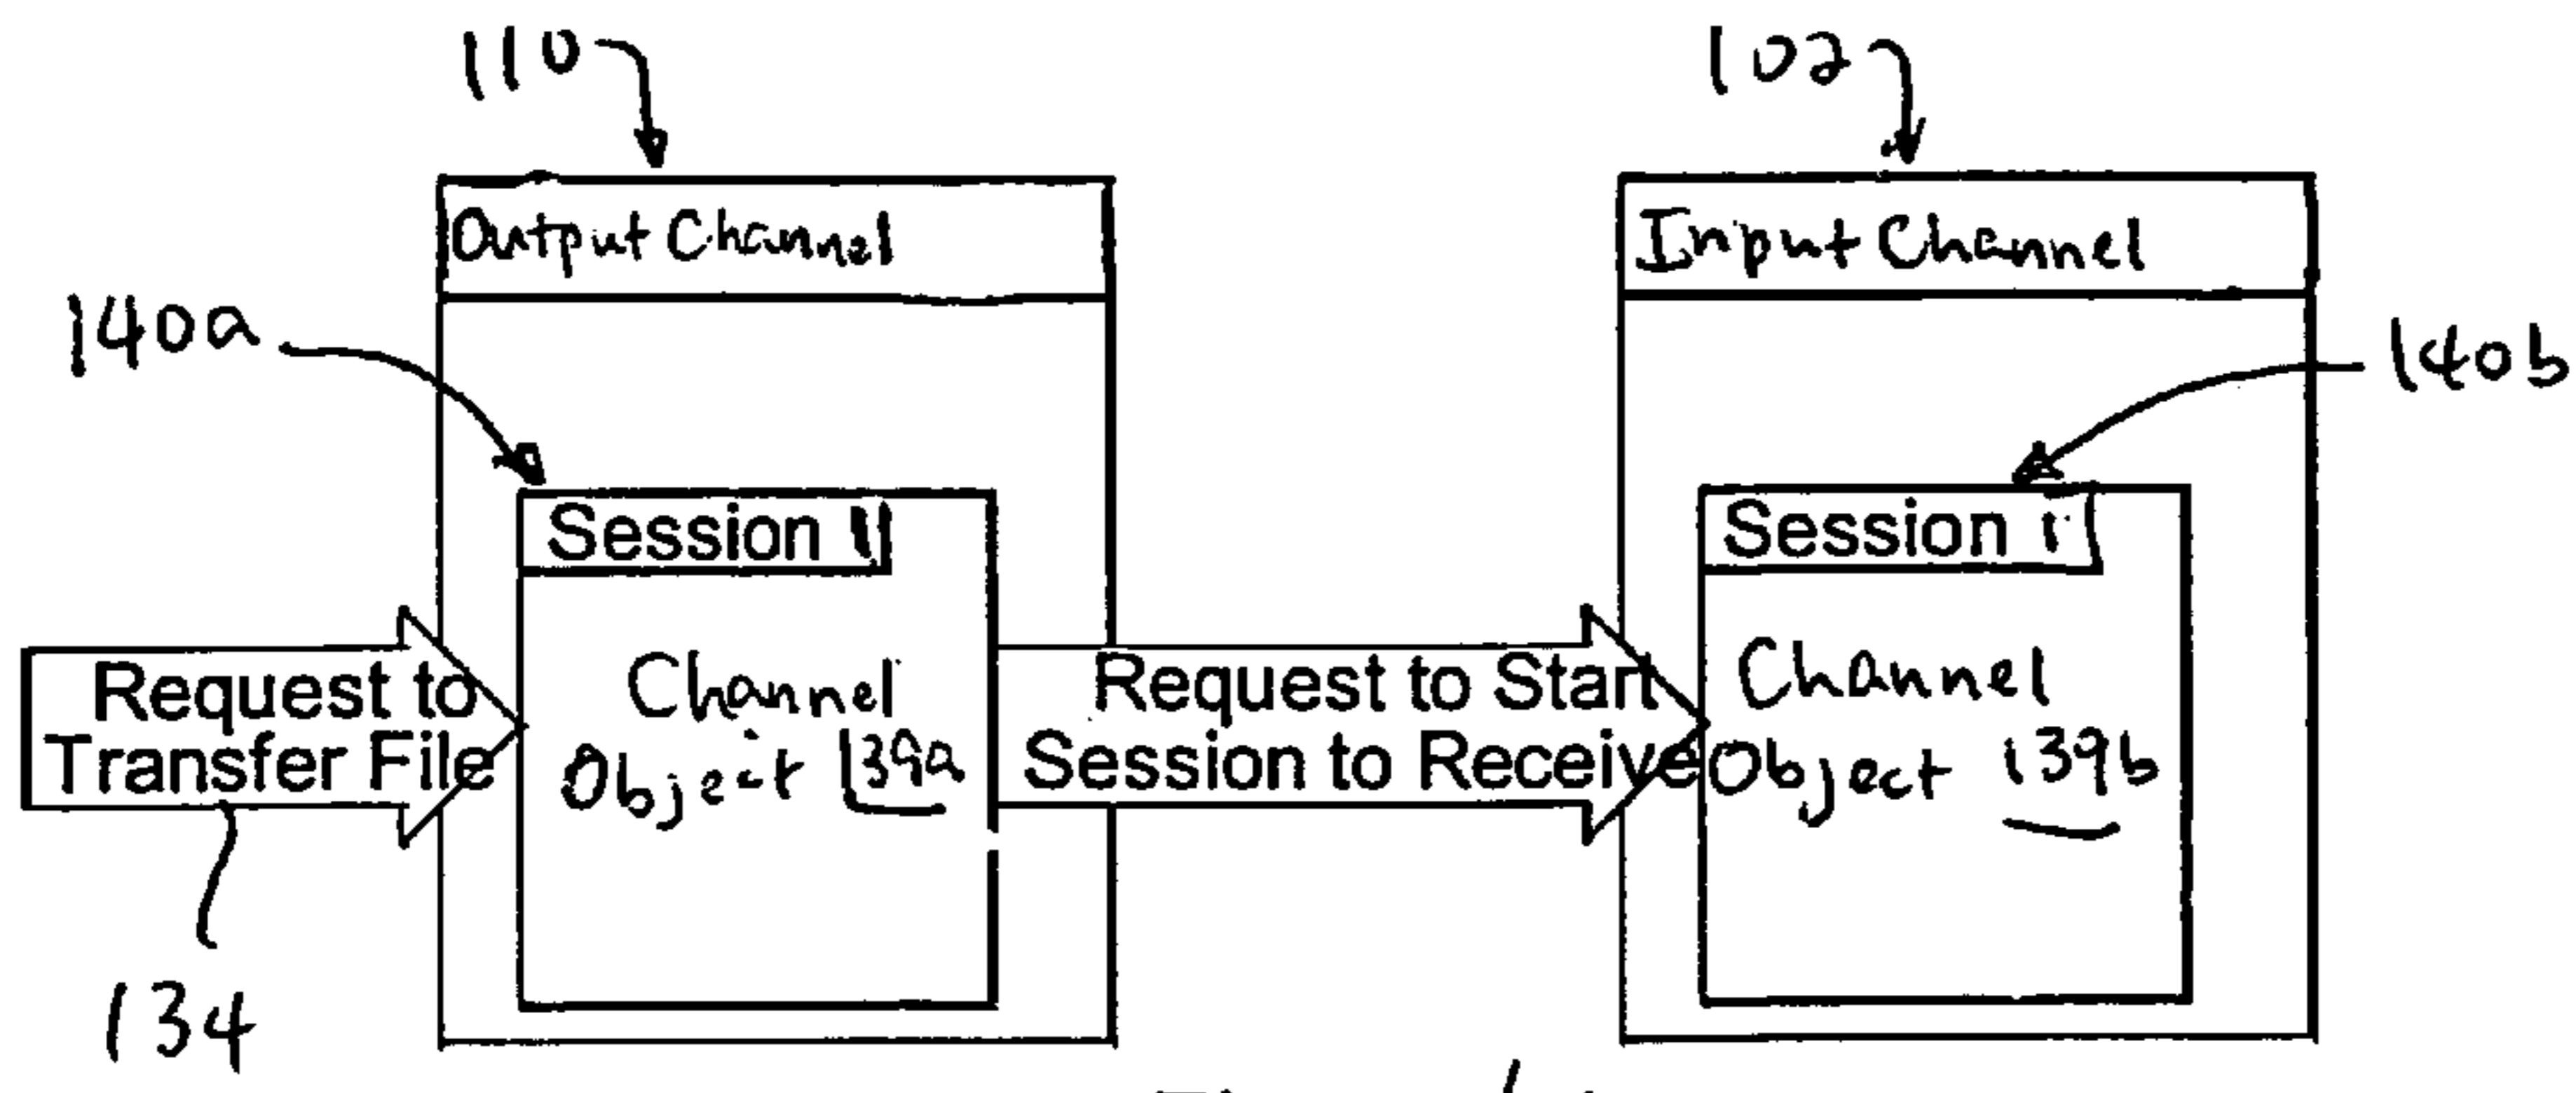 110
102
Output Channel
Input Channel
140a
140b
Session 1
Session 1
Request to
Transfer File
Channel
Object 139a
Request to Start
Session to Receive
Channel
Object 139b
134